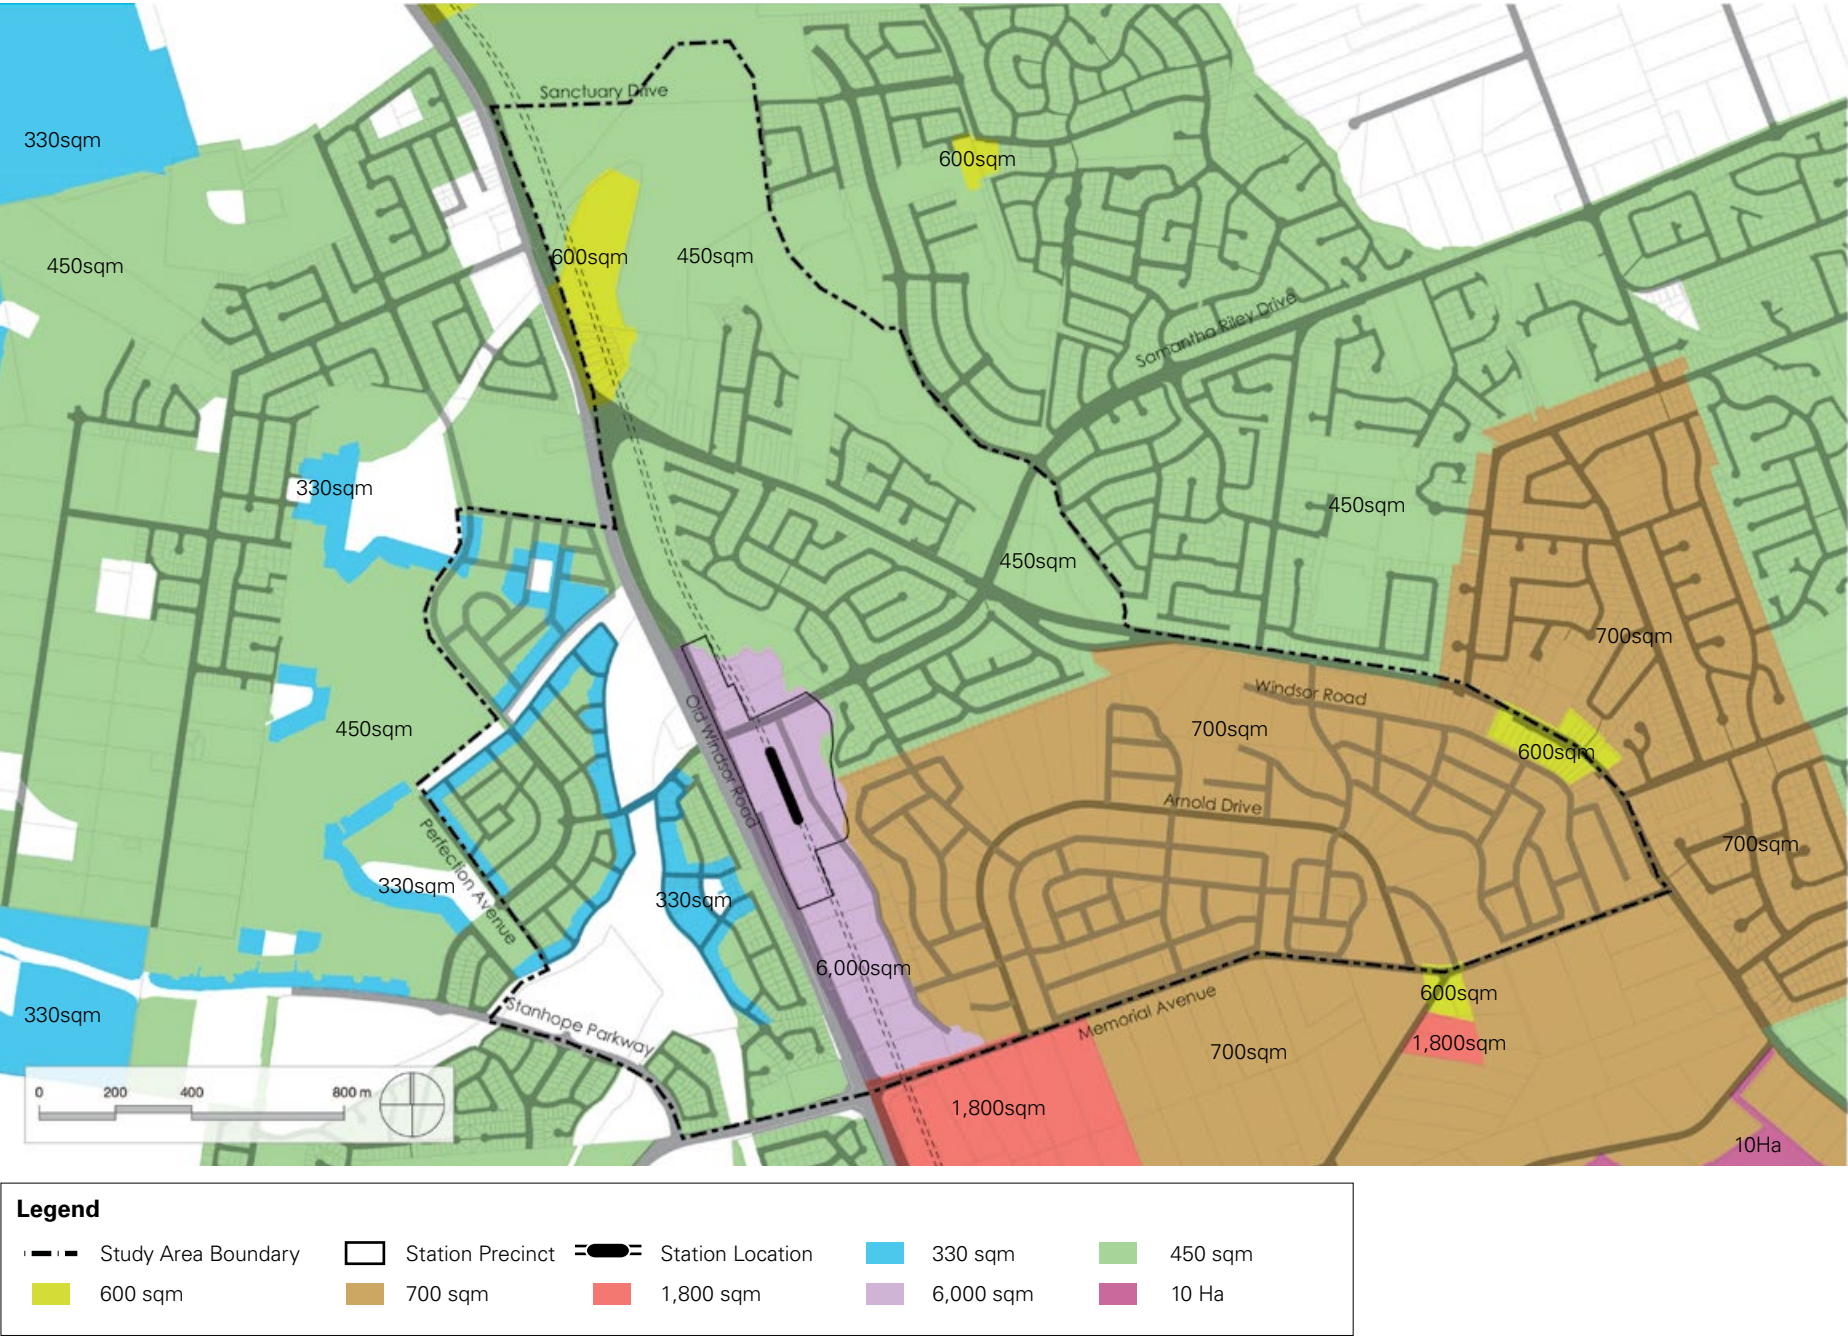 Sanctuary Drive
330sqm
600sqm
600sqm
450sqm
450sqm
Samantha Riley Drive
330sqm
450sqm
450sqm
700sqm
Windsor Road
Old Windsor Road
450sqm
700sqm
600sqm
Arnold Drive
Perfection Avenue
700sqm
330sqm
330sqm
6,000sqm
600sqm
Stanhope Parkway
Memorial Avenue
330sqm
1,800sqm
700sqm
0 200 400 800 m
1,800sqm
10Ha
Legend
Study Area Boundary Station Precinct Station Location 330 sqm 450 sqm
600 sqm 700 sqm 1,800 sqm 6,000 sqm 10 Ha